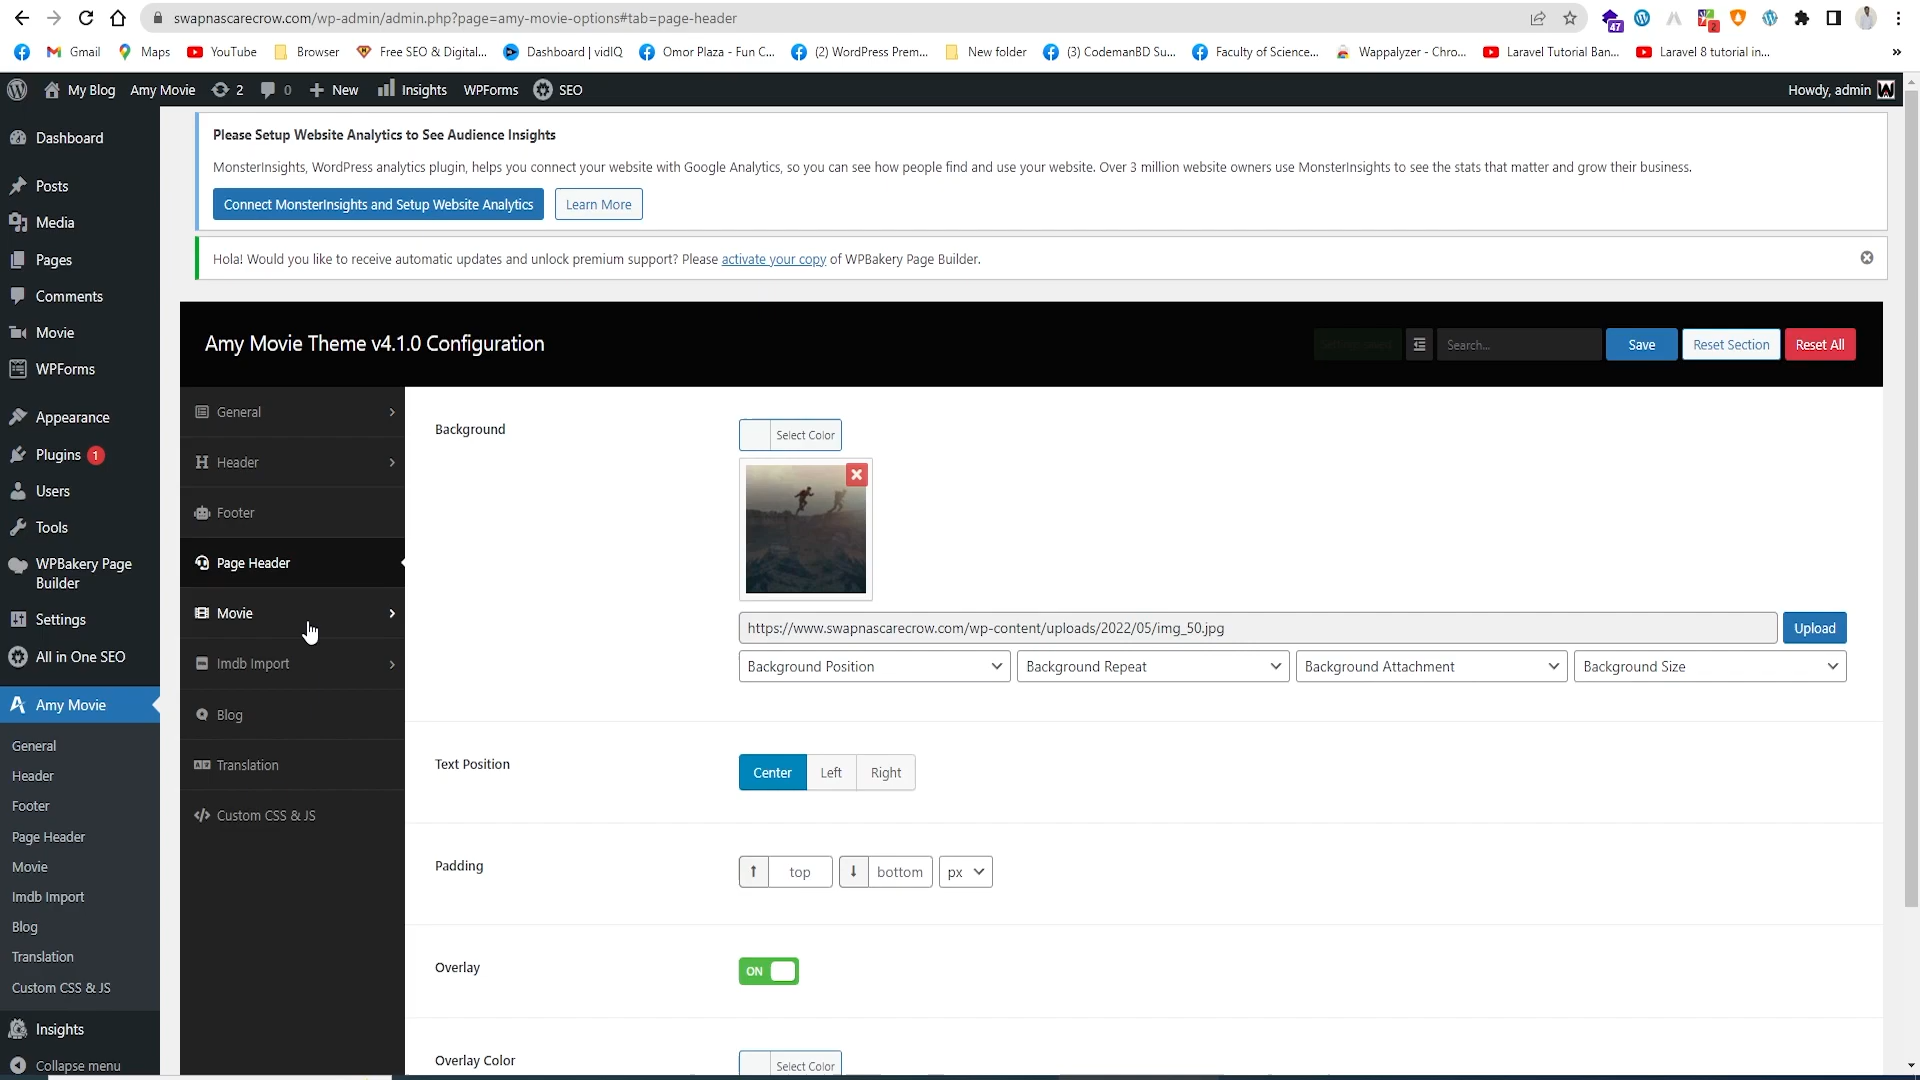 swapnascarecrow.com/wp-admin/admin.php?page=amy-movie-options#tab=page-header
47
2
Gmail
Maps
YouTube
Browser
Free SEO & Digital...
Dashboard | vidIQ
Omor Plaza - Fun C...
(2) WordPress Prem...
New folder
(3) CodemanBD Su...
Faculty of Science...
Wappalyzer - Chro...
Laravel Tutorial Ban...
Laravel 8 tutorial in...
»
My Blog
Amy Movie
2
0
New
Insights
WPForms
SEO
Howdy, admin
Dashboard
Posts
Media
Pages
Comments
Movie
WPForms
Appearance
Plugins 1
Users
Tools
WPBakery Page
Builder
Settings
All in One SEO
Amy Movie
General
Header
Footer
Page Header
Movie
Imdb Import
Blog
Translation
Custom CSS & JS
Insights
Collapse menu
Please Setup Website Analytics to See Audience Insights
MonsterInsights, WordPress analytics plugin, helps you connect your website with Google Analytics, so you can see how people find and use your website. Over 3 million website owners use MonsterInsights to see the stats that matter and grow their business.
Connect MonsterInsights and Setup Website Analytics
Learn More
Hola! Would you like to receive automatic updates and unlock premium support? Please activate your copy of WPBakery Page Builder.
Amy Movie Theme v4.1.0 Configuration
Search...
Save
Reset Section
Reset All
General
Header
Footer
Page Header
Movie
Imdb Import
Blog
Translation
Custom CSS & JS
Background
Select Color
https://www.swapnascarecrow.com/wp-content/uploads/2022/05/img_50.jpg
Upload
Background Position
Background Repeat
Background Attachment
Background Size
Text Position
Center
Left
Right
Padding
top
bottom
px
Overlay
ON
Overlay Color
Select Color